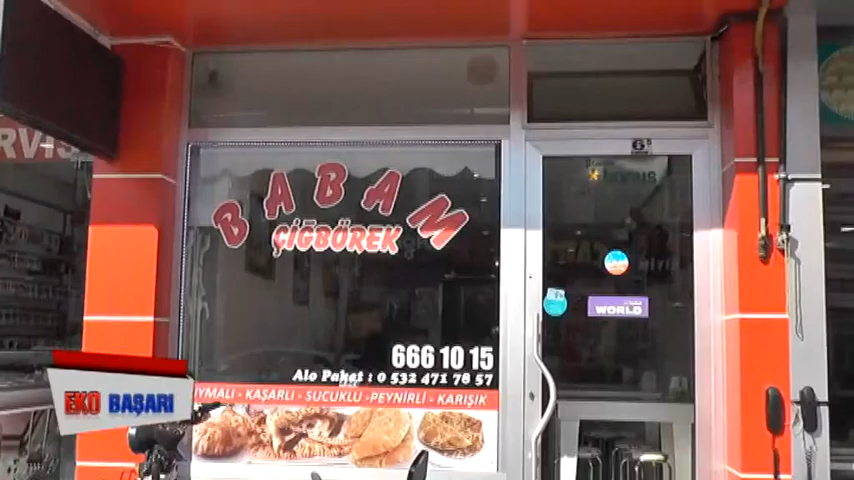 BABAM
ÇİĞBÖREK
666 10 15
Alo Paket : 0 532 471 78 57
KAŞARLI - SUCUKLU - PEYNİRLİ - KARIŞIK
bonus
WORLD
EKO BAŞARI